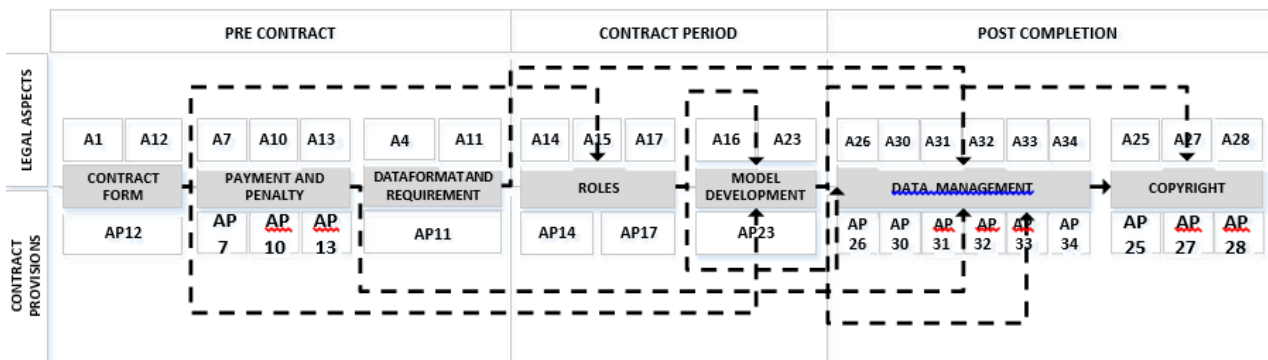 PRE CONTRACT
CONTRACT PERIOD
POST COMPLETION
LEGAL ASPECTS
A1
A12
A7
A10
A13
A4
A11
A14
A15
A17
A16
A23
A26
A30
A31
A32
A33
A34
A25
A27
A28
CONTRACT
FORM
PAYMENT AND
PENALTY
DATAFORMATAND
REQUIREMENT
ROLES
MODEL
DEVELOPMENT
DATA MANAGEMENT
COPYRIGHT
CONTRACT
PROVISIONS
AP12
AP
7
AP
10
AP
13
AP11
AP14
AP17
AP23
AP
26
AP
30
AP
31
AP
32
AP
33
AP
34
AP
25
AP
27
AP
28